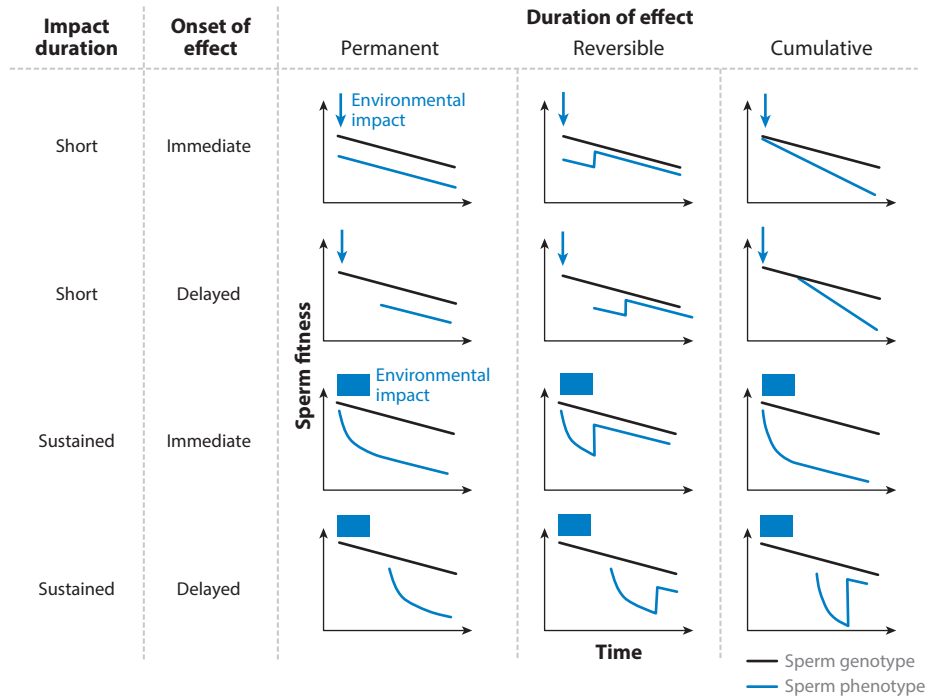 Impact
duration
Onset of
effect
Duration of effect
Permanent
Reversible
Cumulative
Short
Immediate
Environmental
impact
Short
Delayed
Sperm fitness
Sustained
Immediate
Environmental
impact
Sustained
Delayed
Time
Sperm genotype
Sperm phenotype